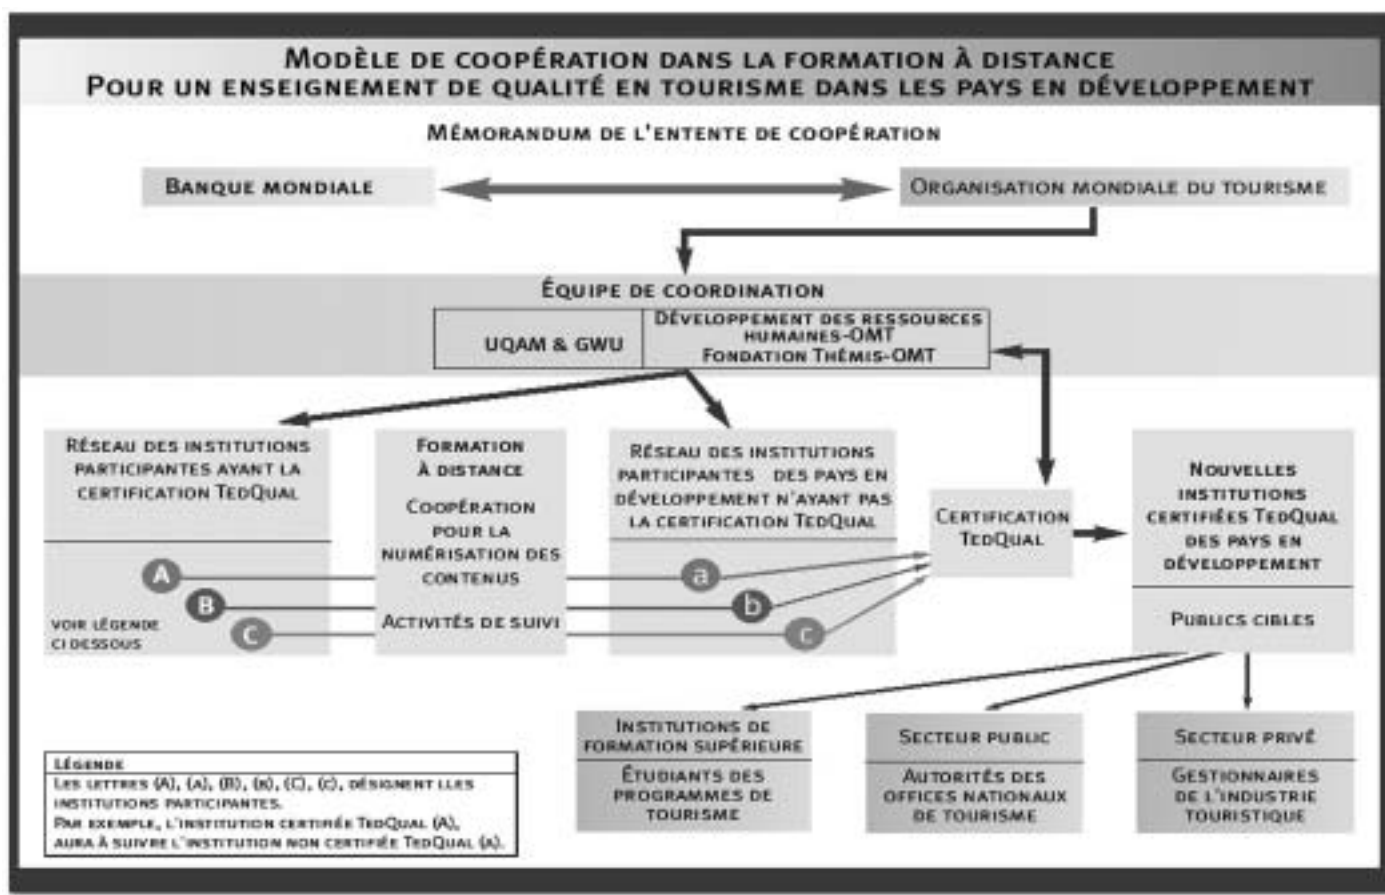 MODÈLE DE COOPÉRATION DANS LA FORMATION À DISTANCE
POUR UN ENSEIGNEMENT DE QUALITÉ EN TOURISME DANS LES PAYS EN DÉVELOPPEMENT
MÉMORANDUM DE L'ENTENTE DE COOPÉRATION
BANQUE MONDIALE
ORGANISATION MONDIALE DU TOURISME
ÉQUIPE DE COORDINATION
UQAM & GWU
DÉVELOPPEMENT DES RESSOURCES
HUMAINES-OMT
FONDATION THÉMIS-OMT
RÉSEAU DES INSTITUTIONS
PARTICIPANTES AYANT LA
CERTIFICATION TEDQUAL
A
B
C
VOIR LÉGENDE
CI DESSOUS
FORMATION
À DISTANCE
COOPÉRATION
POUR LA
NUMÉRISATION DES
CONTENUS
ACTIVITÉS DE SUIVI
RÉSEAU DES INSTITUTIONS
PARTICIPANTES DES PAYS EN
DÉVELOPPEMENT N'AYANT PAS
LA CERTIFICATION TEDQUAL
a
b
c
CERTIFICATION
TEDQUAL
NOUVELLES
INSTITUTIONS
CERTIFIÉES TEDQUAL
DES PAYS EN
DÉVELOPPEMENT
PUBLICS CIBLES
INSTITUTIONS DE
FORMATION SUPÉRIEURE
ÉTUDIANTS DES
PROGRAMMES DE
TOURISME
SECTEUR PUBLIC
AUTORITÉS DES
OFFICES NATIONAUX
DE TOURISME
SECTEUR PRIVÉ
GESTIONNAIRES
DE L'INDUSTRIE
TOURISTIQUE
LÉGENDE
LES LETTRES (A), (A), (B), (B), (C), (C), DÉSIGNENT LLES
INSTITUTIONS PARTICIPANTES.
PAR EXEMPLE, L'INSTITUTION CERTIFIÉE TEDQUAL (A),
AURA À SUIVRE L'INSTITUTION NON CERTIFIÉE TEDQUAL (A).